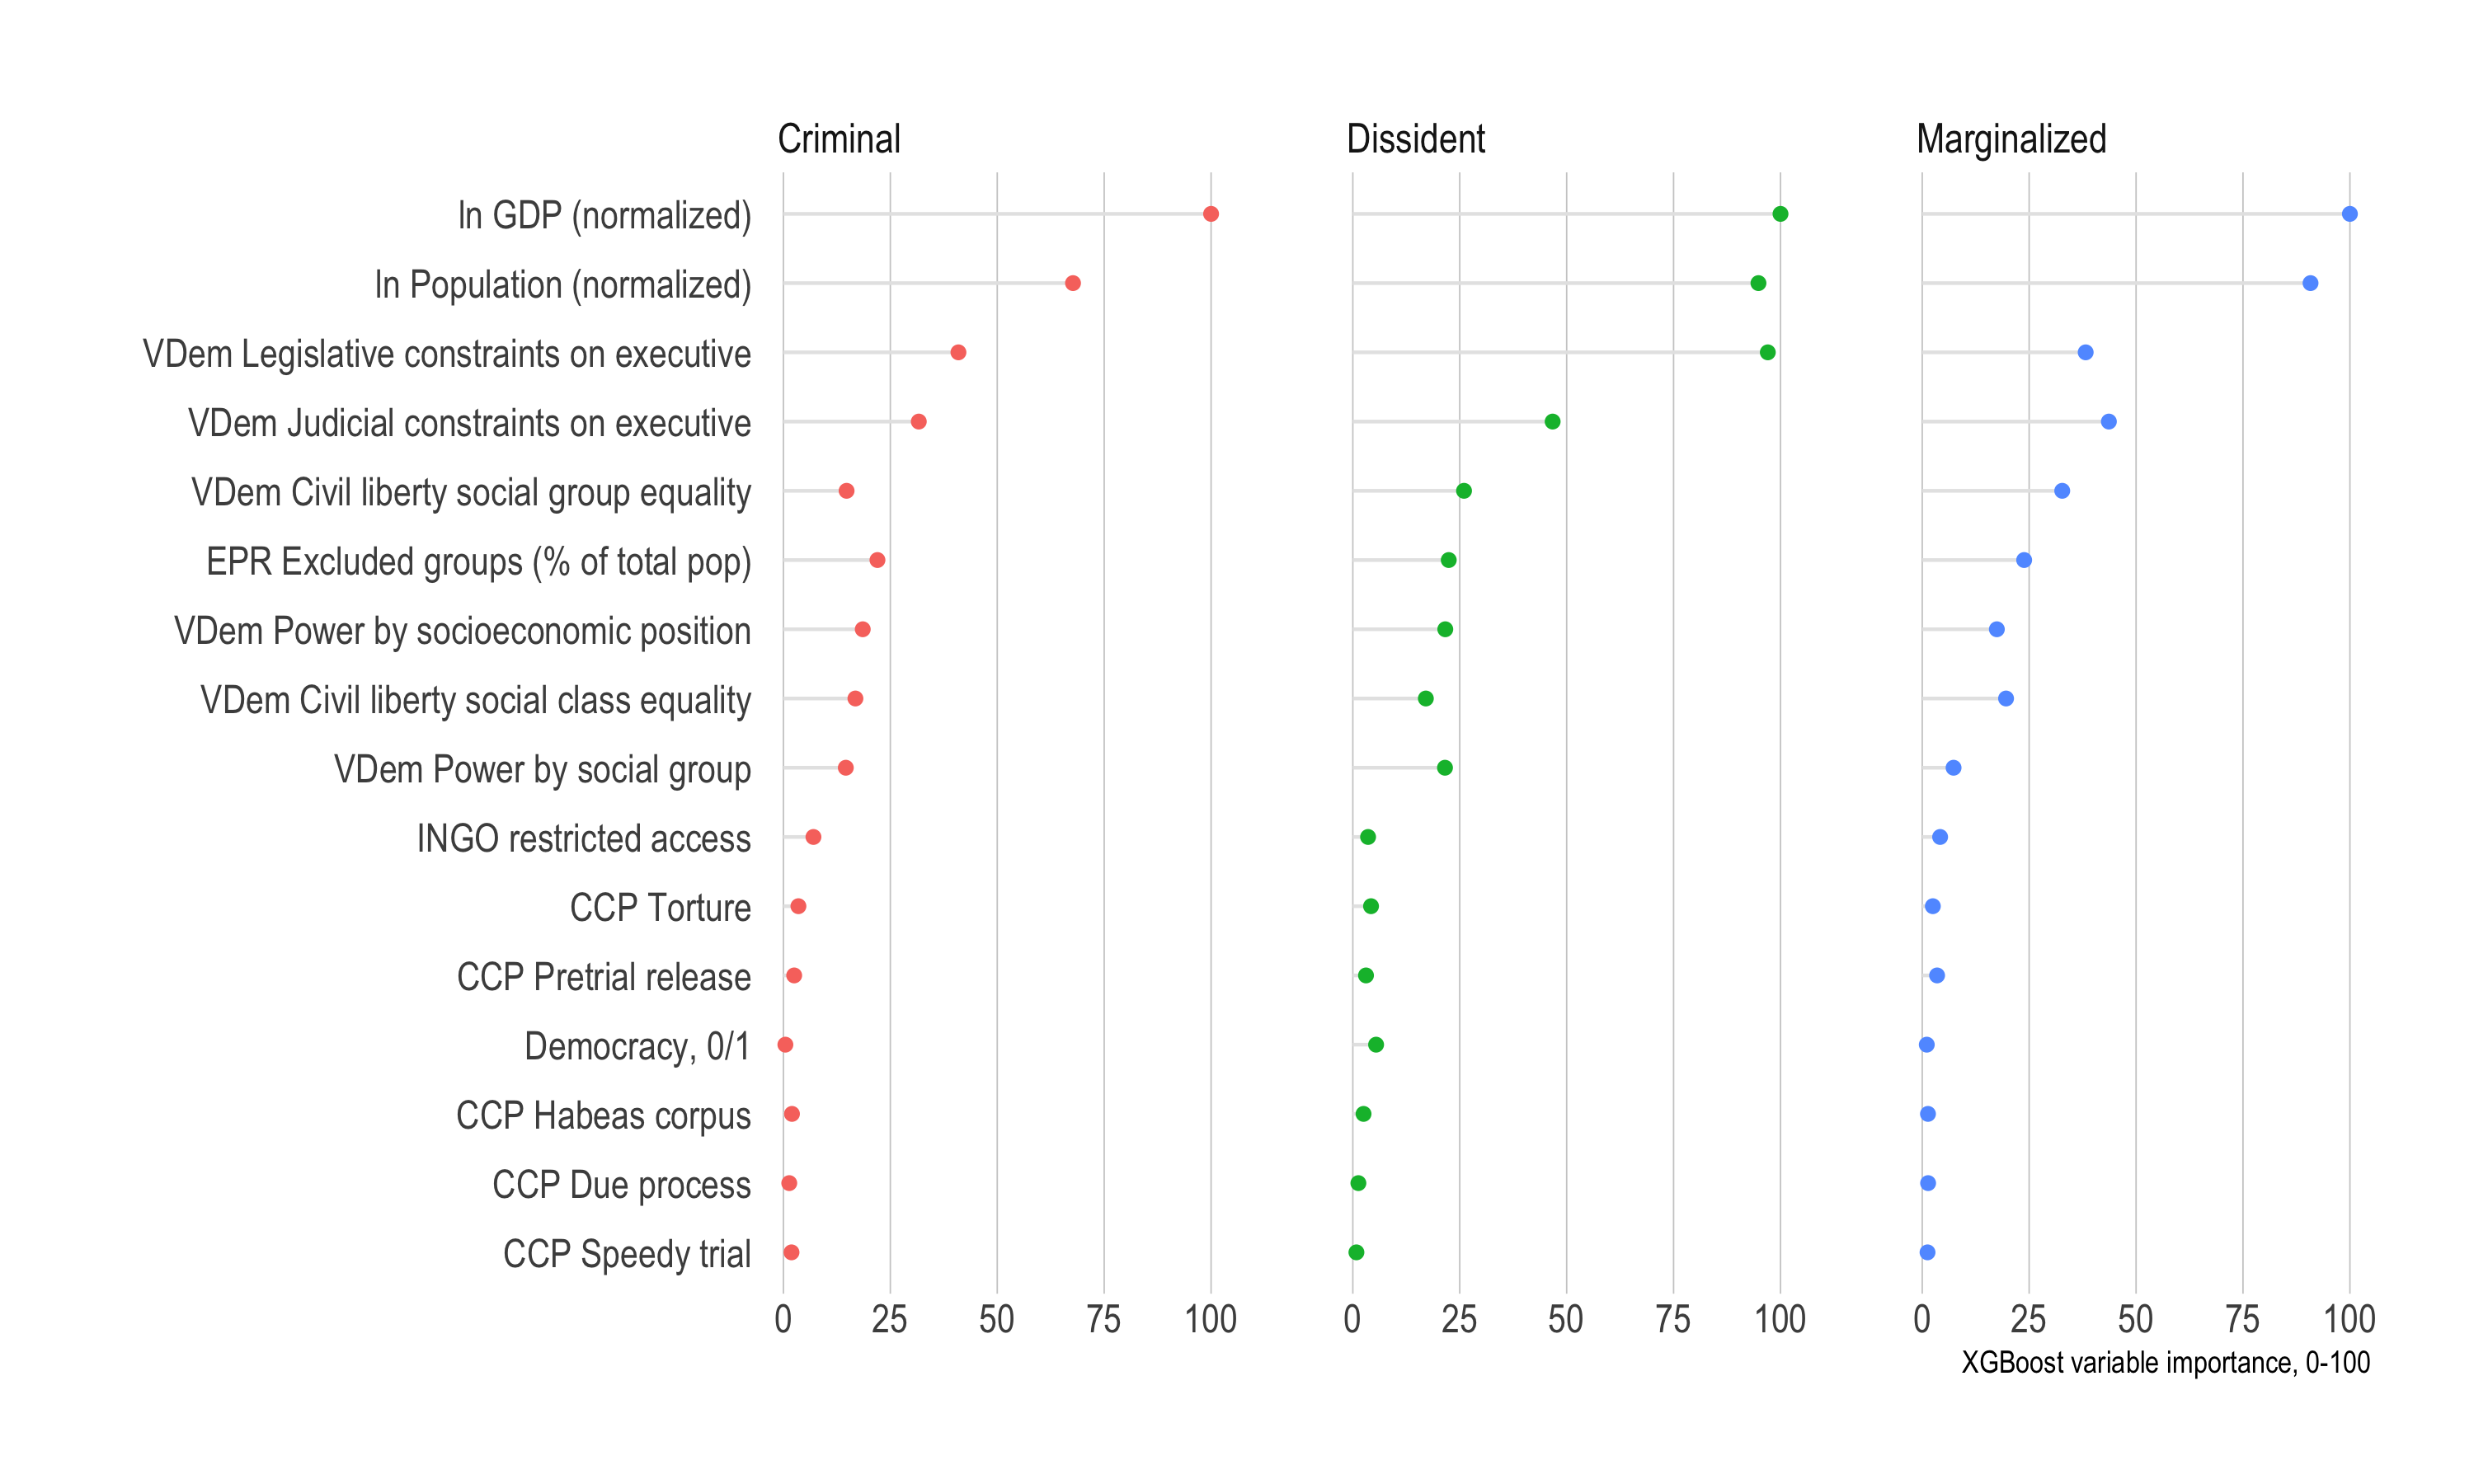 Criminal Dissident Marginalized
ln GDP (normalized)
ln Population (normalized)
VDem Legislative constraints on executive
VDem Judicial constraints on executive
VDem Civil liberty social group equality
EPR Excluded groups (% of total pop)
VDem Power by socioeconomic position
VDem Civil liberty social class equality
VDem Power by social group
INGO restricted access
CCP Torture
CCP Pretrial release
Democracy, 0/1
CCP Habeas corpus
CCP Due process
CCP Speedy trial
0 25 50 75 100 0 25 50 75 100 0 25 50 75 100
XGBoost variable importance, 0-100